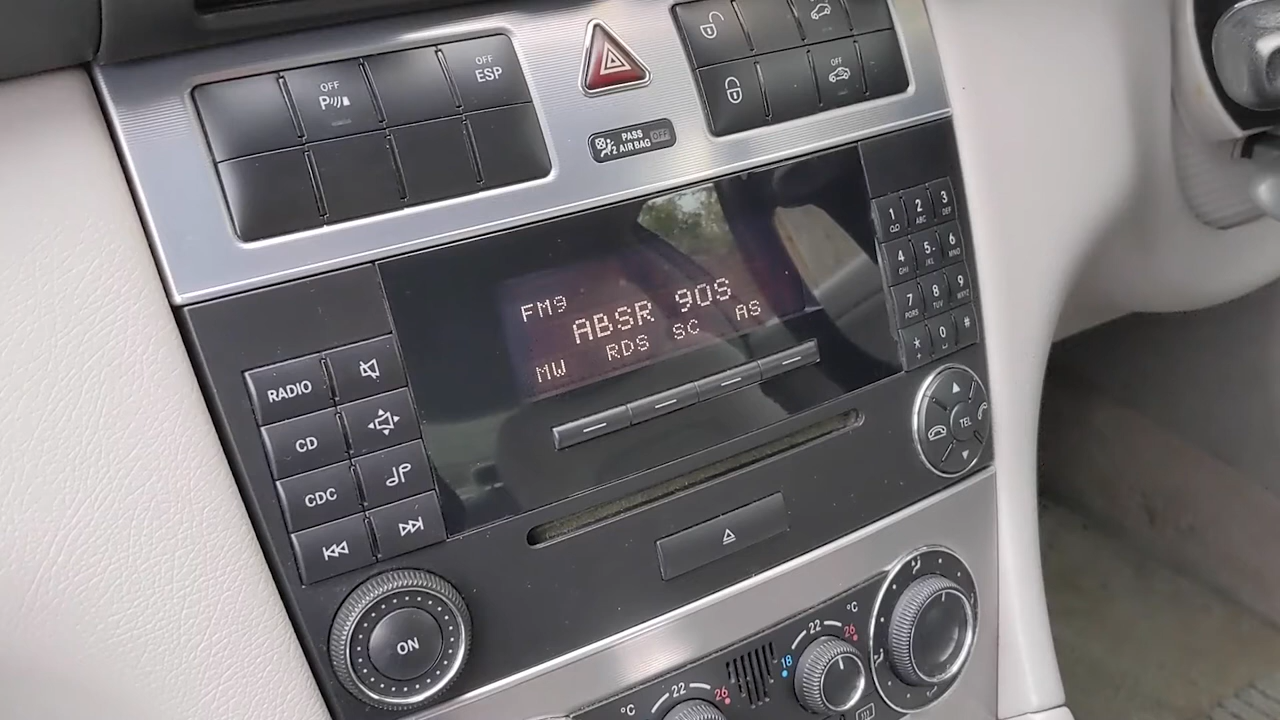 OFF
P
OFF
ESP
OFF
PASS
AIR BAG OFF
2
FM9
ABSR 90S
MW RDS SC AS
RADIO
CD
CDC
ON
1
2 ABC
3 DEF
4 GHI
5 JKL
6 MNO
7 PQRS
8 TUV
9 WXYZ
*
+
0
#
TEL
°C 22 26
18 22 26 °C